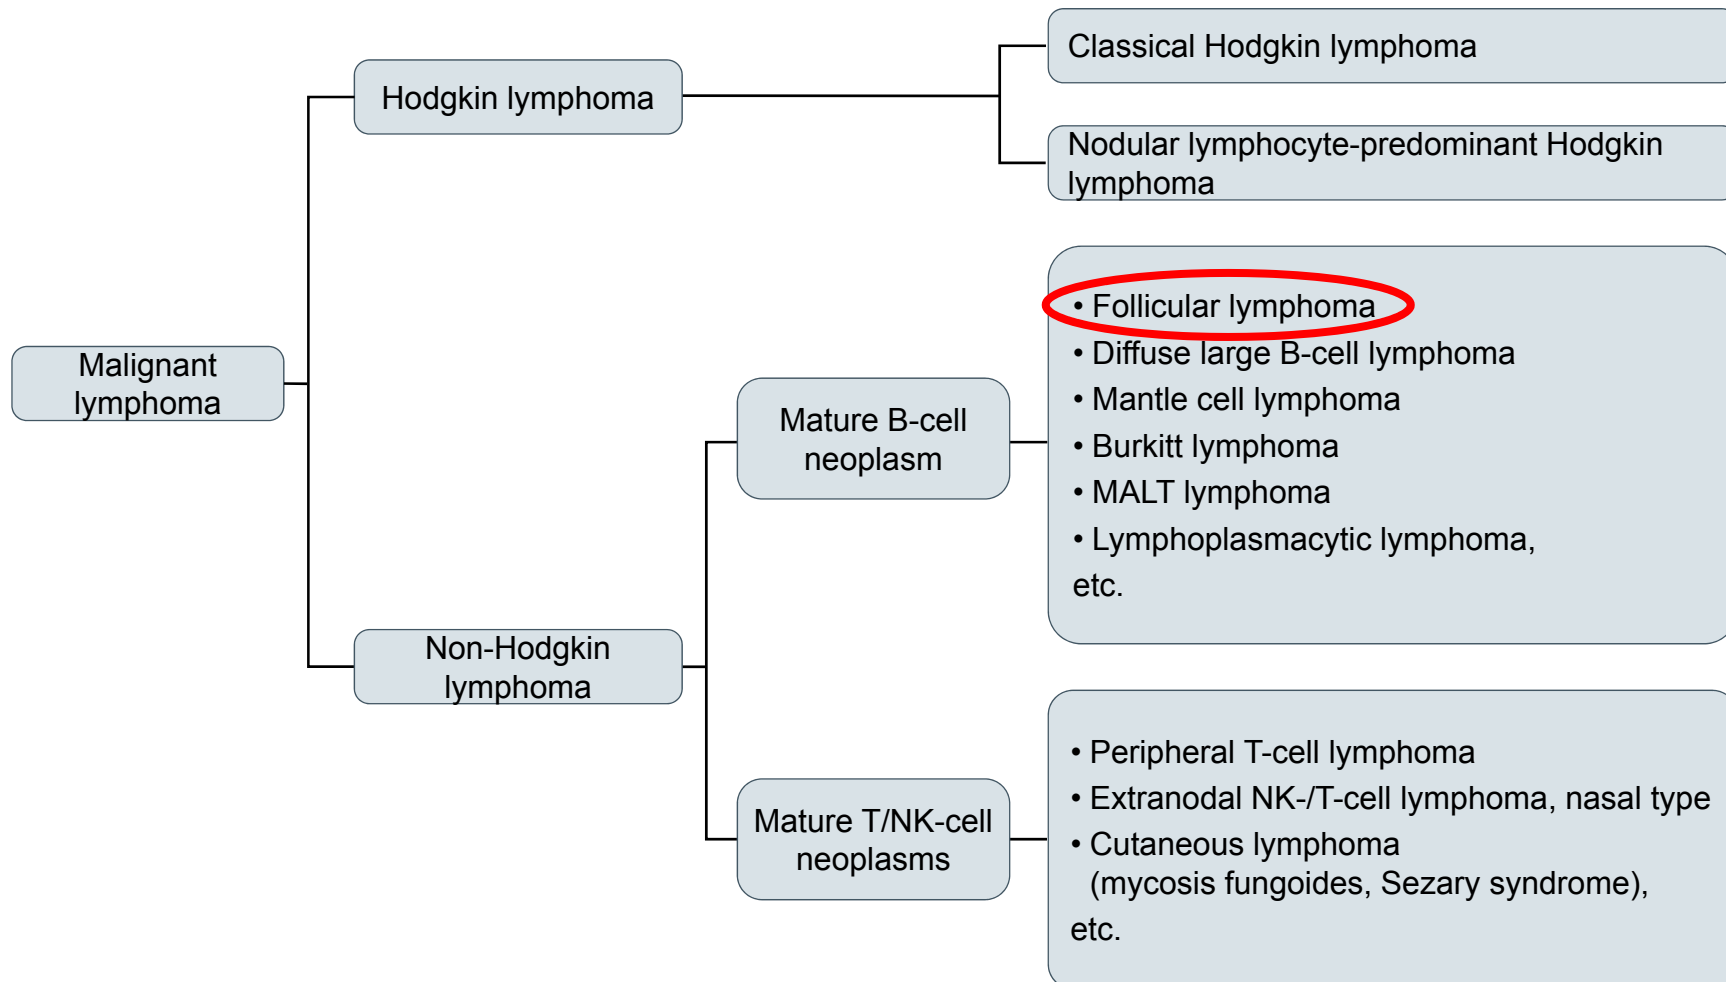 Classical Hodgkin lymphoma
Hodgkin lymphoma
Nodular lymphocyte-predominant Hodgkin
lymphoma
Malignant
lymphoma
Mature B-cell
neoplasm
• Follicular lymphoma
• Diffuse large B-cell lymphoma
• Mantle cell lymphoma
• Burkitt lymphoma
• MALT lymphoma
• Lymphoplasmacytic lymphoma,
etc.
Non-Hodgkin
lymphoma
Mature T/NK-cell
neoplasms
• Peripheral T-cell lymphoma
• Extranodal NK-/T-cell lymphoma, nasal type
• Cutaneous lymphoma
(mycosis fungoides, Sezary syndrome),
etc.